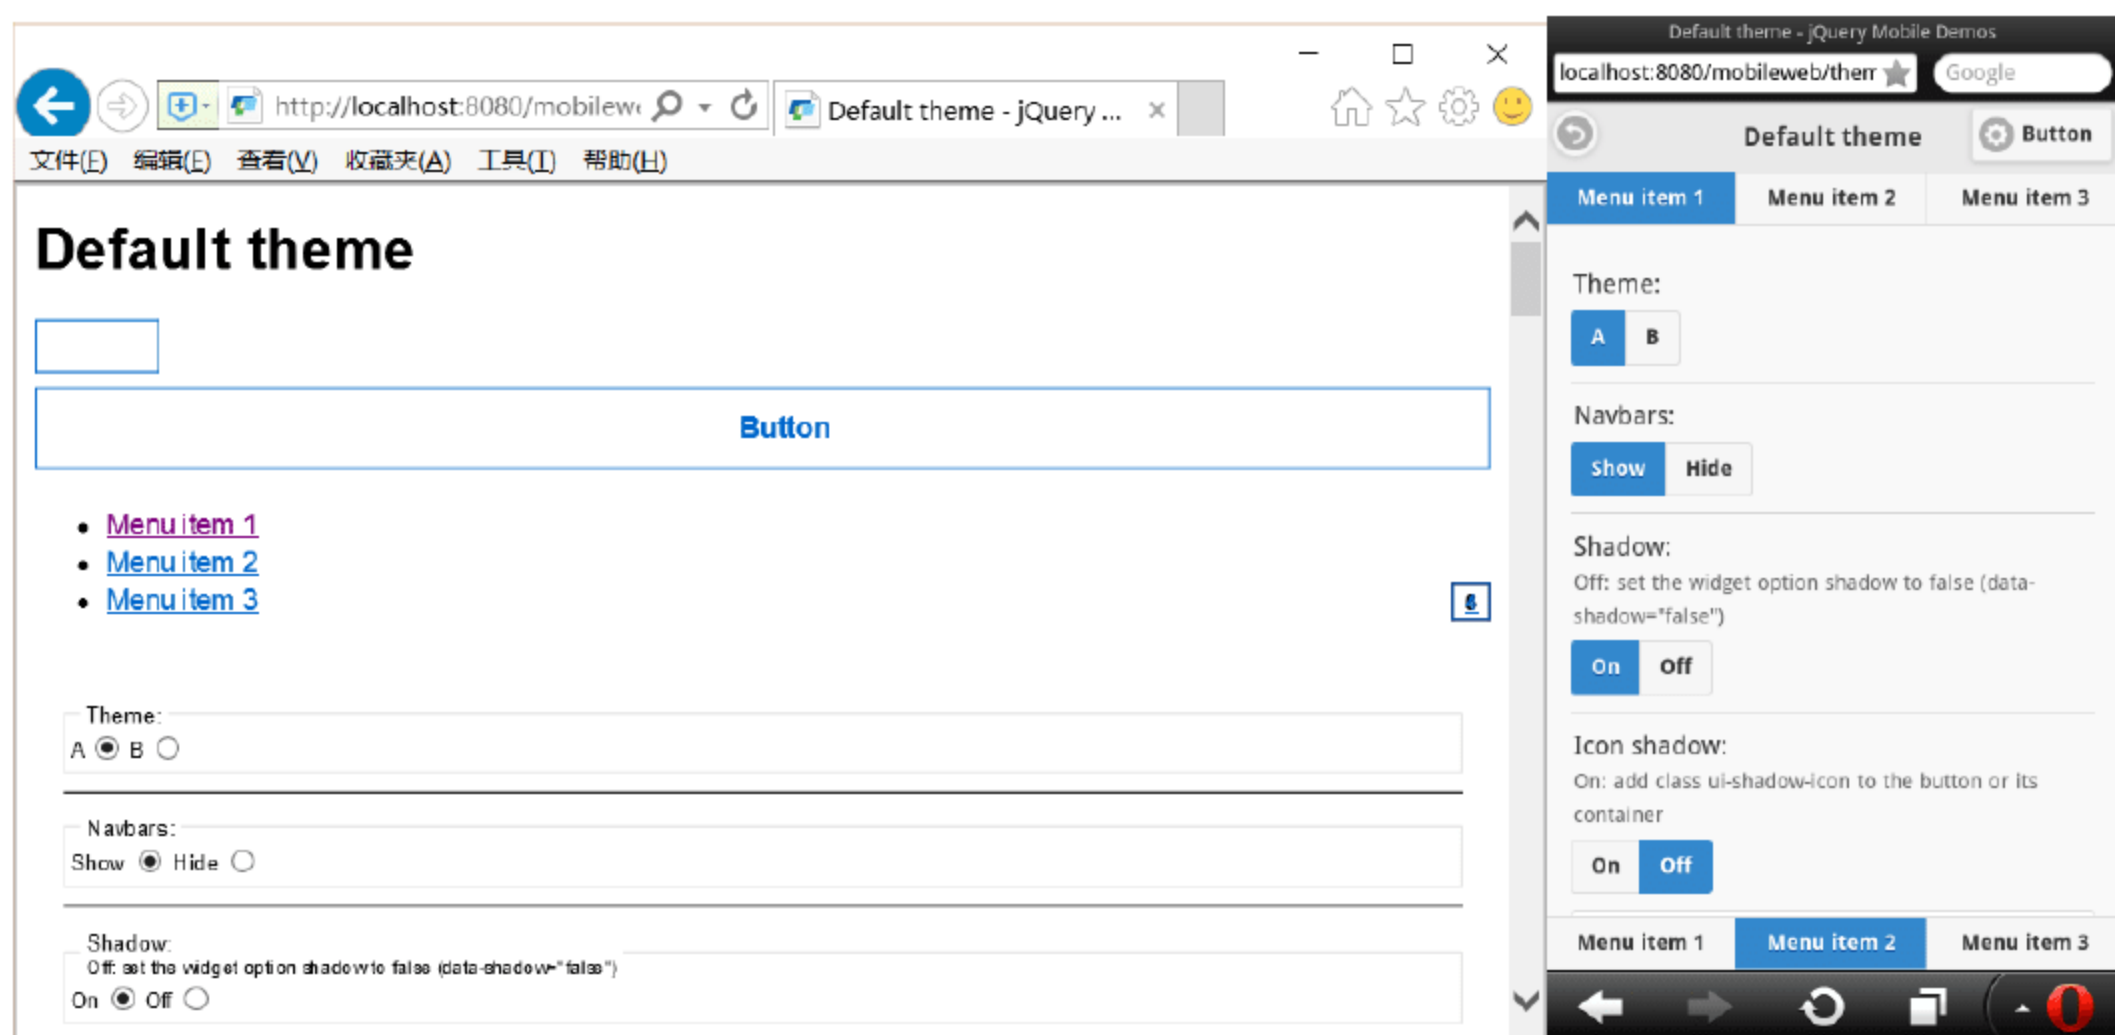 http://localhost:8080/mobilew
Default theme - jQuery ...
文件(F) 编辑(E) 查看(V) 收藏夹(A) 工具(T) 帮助(H)
Default theme
Button
Menu item 1
Menu item 2
Menu item 3
Theme:
A B
Navbars:
Show Hide
Shadow:
Off: set the widget option shadow to false (data-shadow="false")
On Off
Default theme - jQuery Mobile Demos
localhost:8080/mobileweb/them Google
Default theme Button
Menu item 1 Menu item 2 Menu item 3
Theme:
A B
Navbars:
Show Hide
Shadow:
Off: set the widget option shadow to false (data-
shadow="false")
On Off
Icon shadow:
On: add class ui-shadow-icon to the button or its
container
On Off
Menu item 1 Menu item 2 Menu item 3